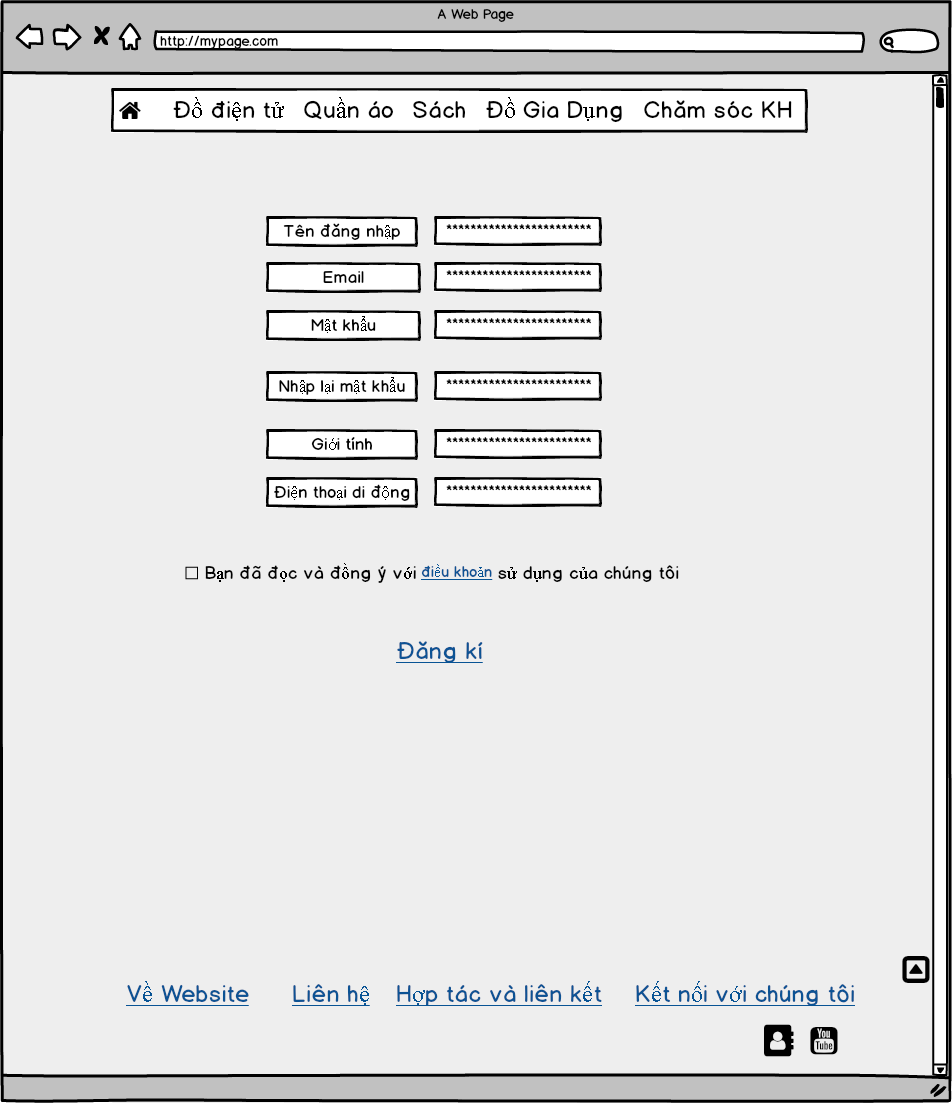 A Web Page
http://mypage.com
Đồ điện tử Quần áo Sách Đồ Gia Dụng Chăm sóc KH
Tên đăng nhập ************************
Email ************************
Mật khẩu ************************
Nhập lại mật khẩu ************************
Giới tính ************************
Điện thoại di động ************************
Bạn đã đọc và đồng ý với điều khoản sử dụng của chúng tôi
Đăng kí
Về Website Liên hệ Hợp tác và liên kết Kết nối với chúng tôi
You
Tube